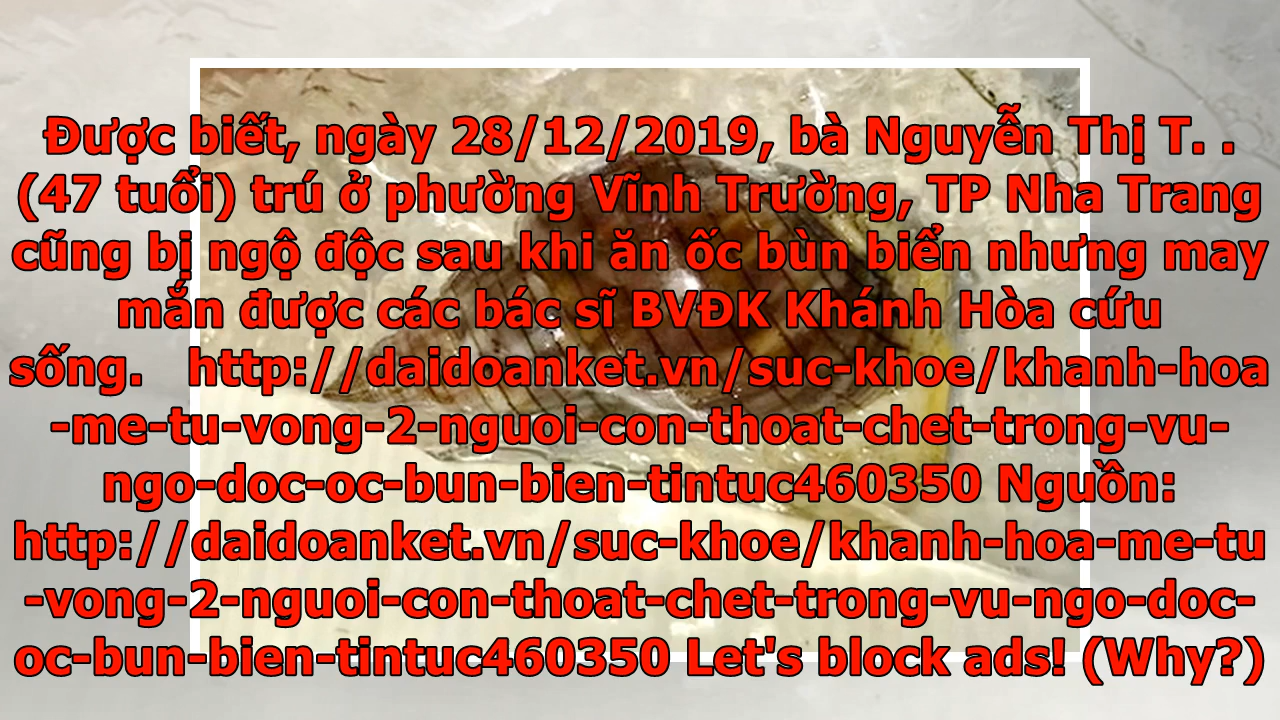 Được biết, ngày 28/12/2019, bà Nguyễn Thị T. .
(47 tuổi) trú ở phường Vĩnh Trường, TP Nha Trang
cũng bị ngộ độc sau khi ăn ốc bùn biển nhưng may
mắn được các bác sĩ BVĐK Khánh Hòa cứu
sống. http://daidoanket.vn/suc-khoe/khanh-hoa
-me-tu-vong-2-nguoi-con-thoat-chet-trong-vu-
ngo-doc-oc-bun-bien-tintuc460350 Nguồn:
http://daidoanket.vn/suc-khoe/khanh-hoa-me-tu
-vong-2-nguoi-con-thoat-chet-trong-vu-ngo-doc-
oc-bun-bien-tintuc460350 Let's block ads! (Why?)